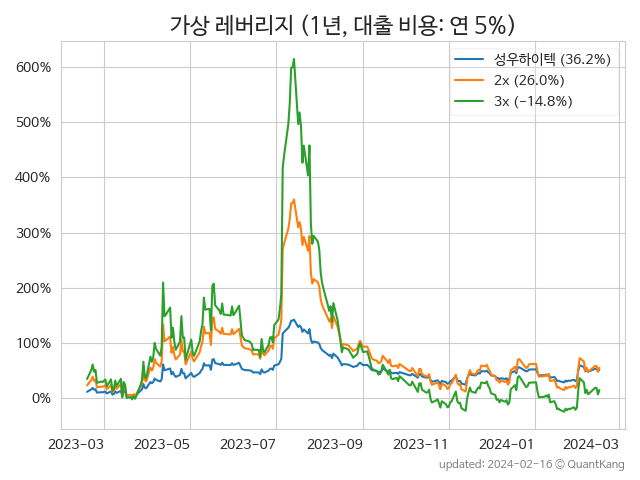 가상 레버리지 (1년, 대출 비용: 연 5%)
성우하이텍 (36.2%)
2x (26.0%)
3x (-14.8%)
600%
500%
400%
300%
200%
100%
0%
2023-03 2023-05 2023-07 2023-09 2023-11 2024-01 2024-03
updated: 2024-02-16 © QuantKang